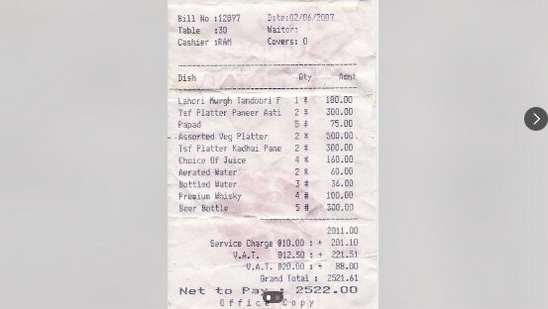 Bill No :12897 Date:02/06/2007
Table :30 Waitor:
Cashier :RAM Covers: 0
Dish Qty Amnt
Lahori Murgh Tandoori F 1 * 180.00
Tsf Platter Paneer Aati 2 * 300.00
Papad 5 * 75.00
Assorted Veg Platter 2 * 500.00
Tsf Platter Kadhai Pane 2 * 300.00
Choice Of Juice 4 * 160.00
Aerated Water 2 * 60.00
Bottled Water 3 # 36.00
Premium Whisky 4 # 100.00
Beer Bottle 5 # 300.00
2011.00
Service Charge @10.00 : + 201.10
V.A.T. @12.50 : + 221.51
V.A.T. @20.00 : + 88.00
Grand Total : 2521.61
Net to Pay : 2522.00
Office Copy